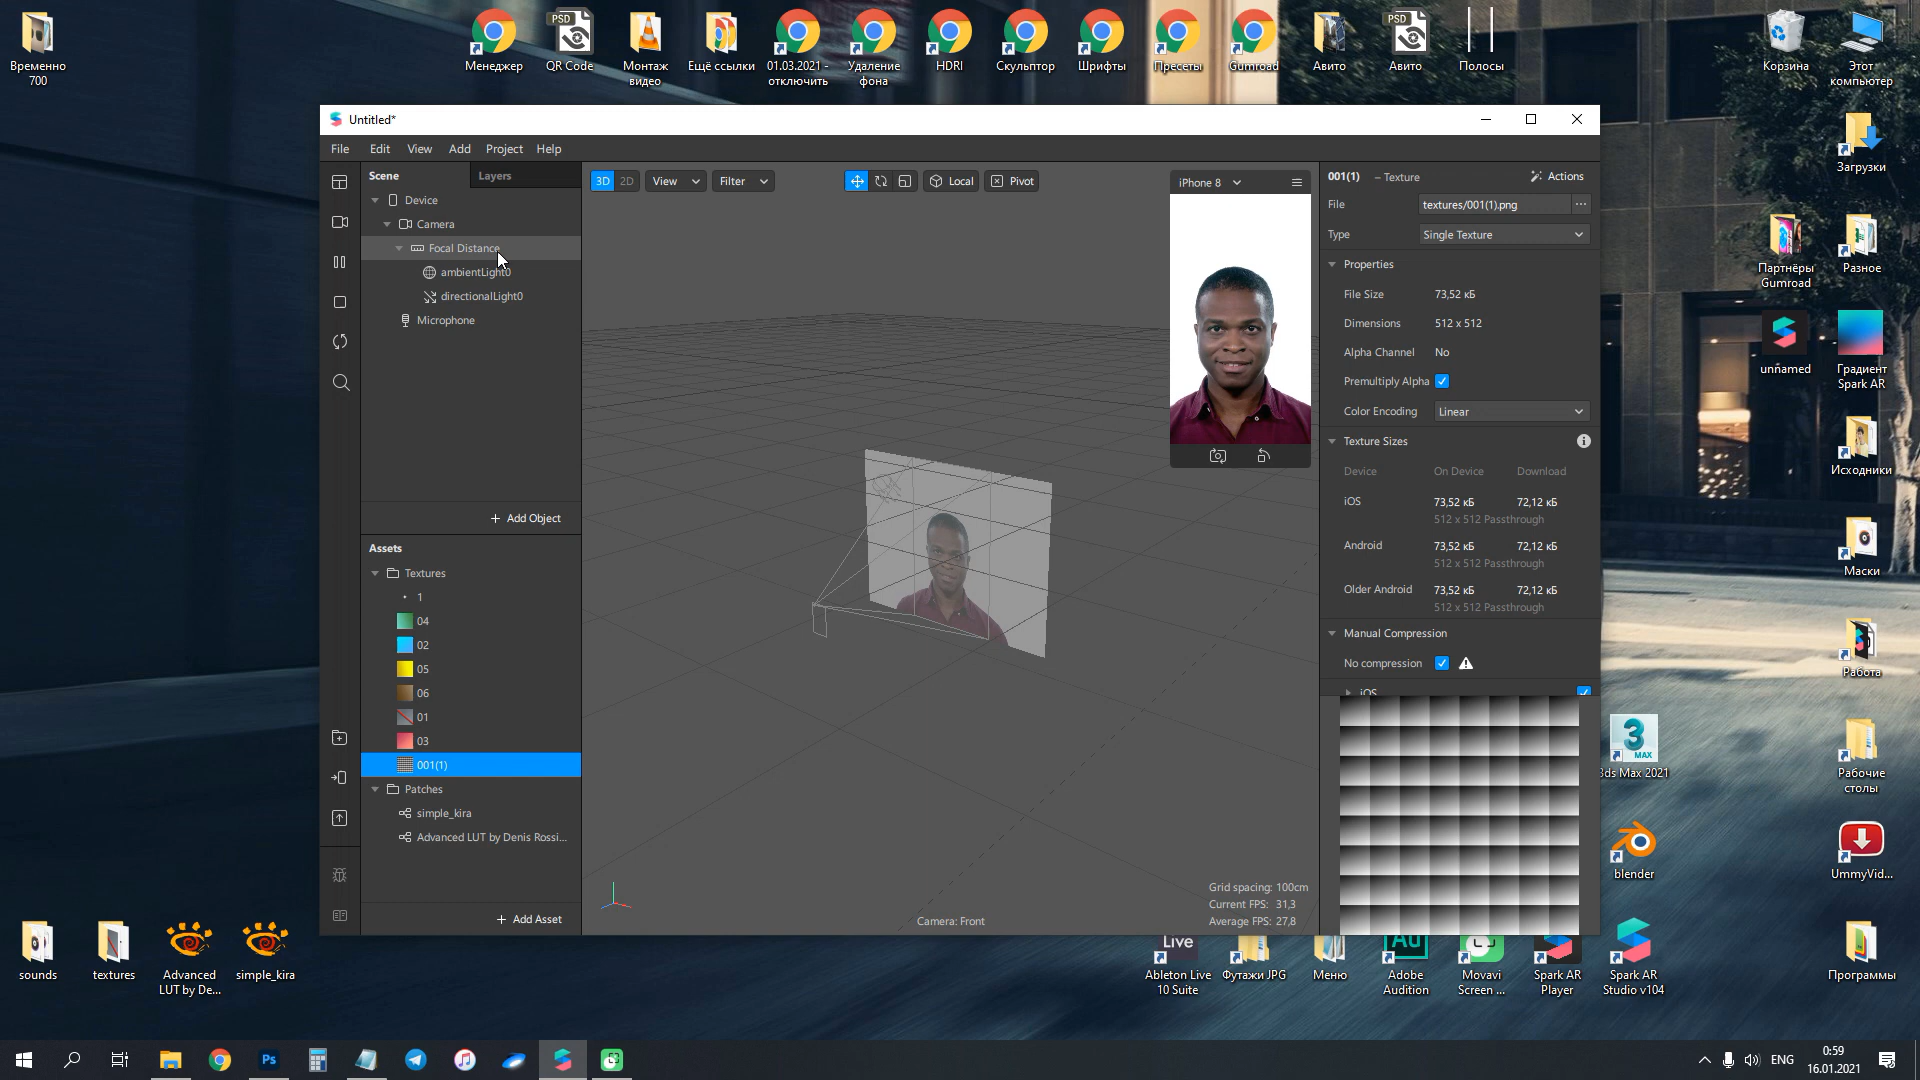 Временно
700
Менеджер
PSD
QR Code
Монтаж
видео
Ещё ссылки
01.03.2021 -
отключить
Удаление
фона
HDRI
Скульптор
Шрифты
Пресеты
Gumroad
Авито
PSD
Авито
Полосы
Корзина
Этот
компьютер
Загрузки
Партнёры
Gumroad
Разное
unnamed
Градиент
Spark AR
Исходники
Маски
Работа
3
MAX
3ds Max 2021
Рабочие
столы
blender
UmmyVid...
Программы
Untitled*
File
Edit
View
Add
Project
Help
Scene
Layers
Device
Camera
Focal Distance
ambientLight0
directionalLight0
Microphone
+ Add Object
Assets
Textures
1
04
02
05
06
01
03
001(1)
Patches
simple_kira
Advanced LUT by Denis Rossi...
+ Add Asset
3D
2D
View
Filter
Local
Pivot
iPhone 8
Grid spacing: 100cm
Current FPS: 31,3
Average FPS: 27,8
Camera: Front
001(1) – Texture
Actions
File
textures/001(1).png
Type
Single Texture
Properties
File Size
73,52 кБ
Dimensions
512 x 512
Alpha Channel
No
Premultiply Alpha
Color Encoding
Linear
Texture Sizes
Device
On Device
Download
iOS
73,52 кБ
72,12 кБ
512 x 512 Passthrough
Android
73,52 кБ
72,12 кБ
512 x 512 Passthrough
Older Android
73,52 кБ
72,12 кБ
512 x 512 Passthrough
Manual Compression
No compression
iOS
sounds
textures
Advanced
LUT by De...
simple_kira
Live
Ableton Live
10 Suite
Футажи JPG
Меню
Au
Adobe
Audition
Movavi
Screen ...
Spark AR
Player
Spark AR
Studio v104
Ps
ENG
0:59
16.01.2021